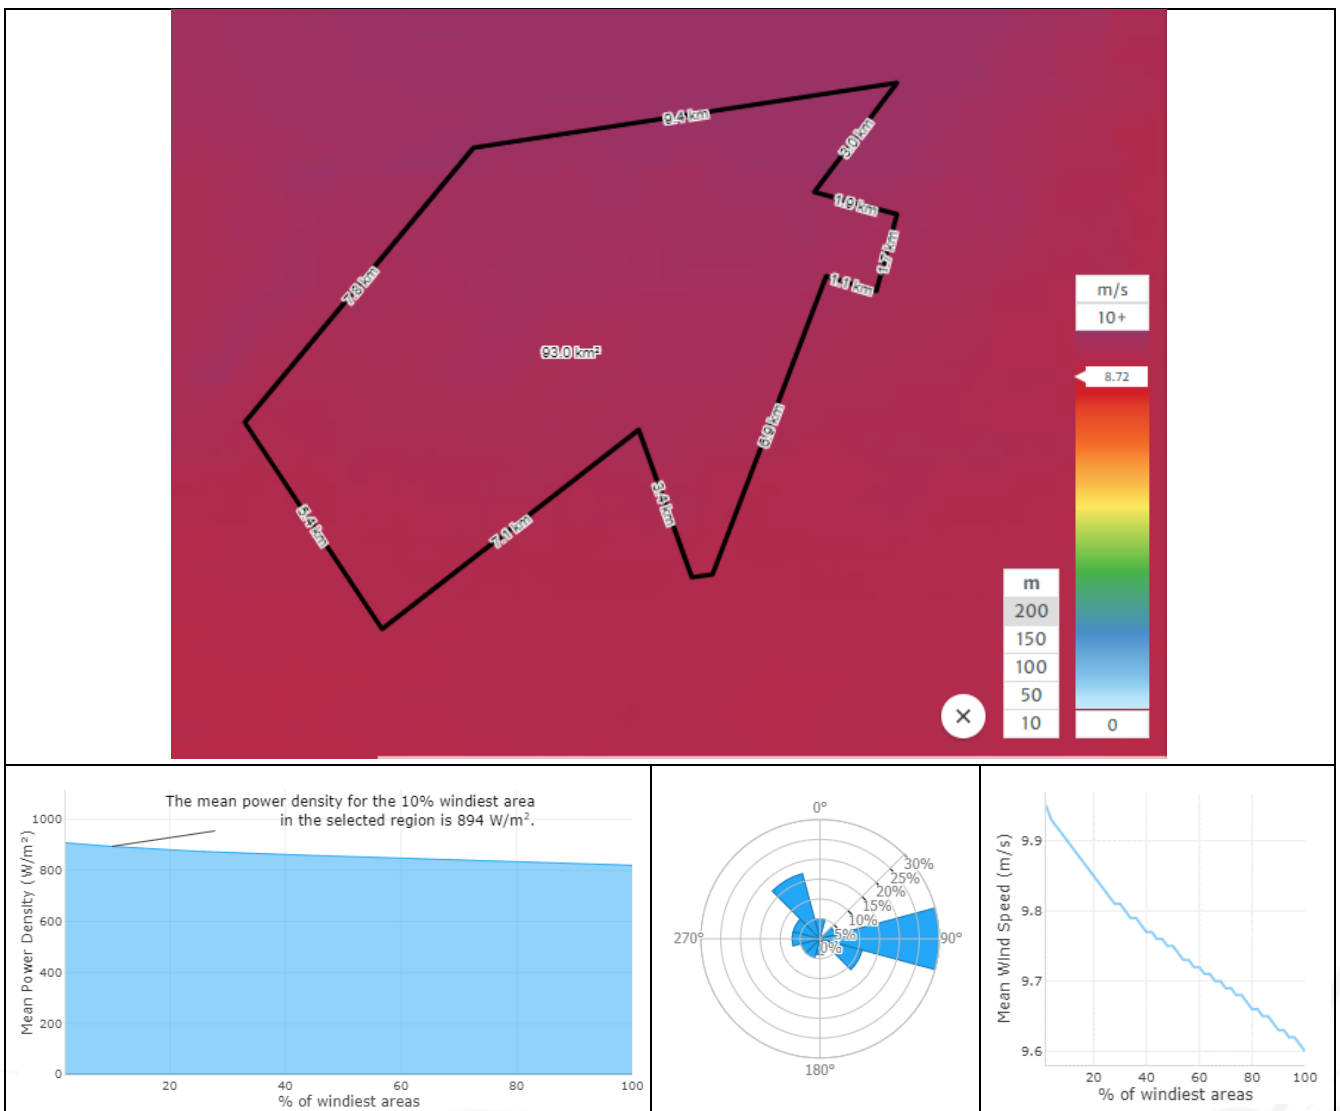 9.4 km
3.0 km
1.9 km
1.7 km
1.1 km
7.8 km
93.0 km²
6.9 km
3.4 km
7.1 km
5.4 km
m/s
10+
8.72
0
m
200
150
100
50
10
The mean power density for the 10% windiest area
in the selected region is 894 W/m².
Mean Power Density (W/m²)
1000
800
600
400
200
0
20 40 60 80 100
% of windiest areas
0°
30%
25%
20%
15%
10%
5%
0%
270°
90°
180°
Mean Wind Speed (m/s)
9.9
9.8
9.7
9.6
20 40 60 80 100
% of windiest areas